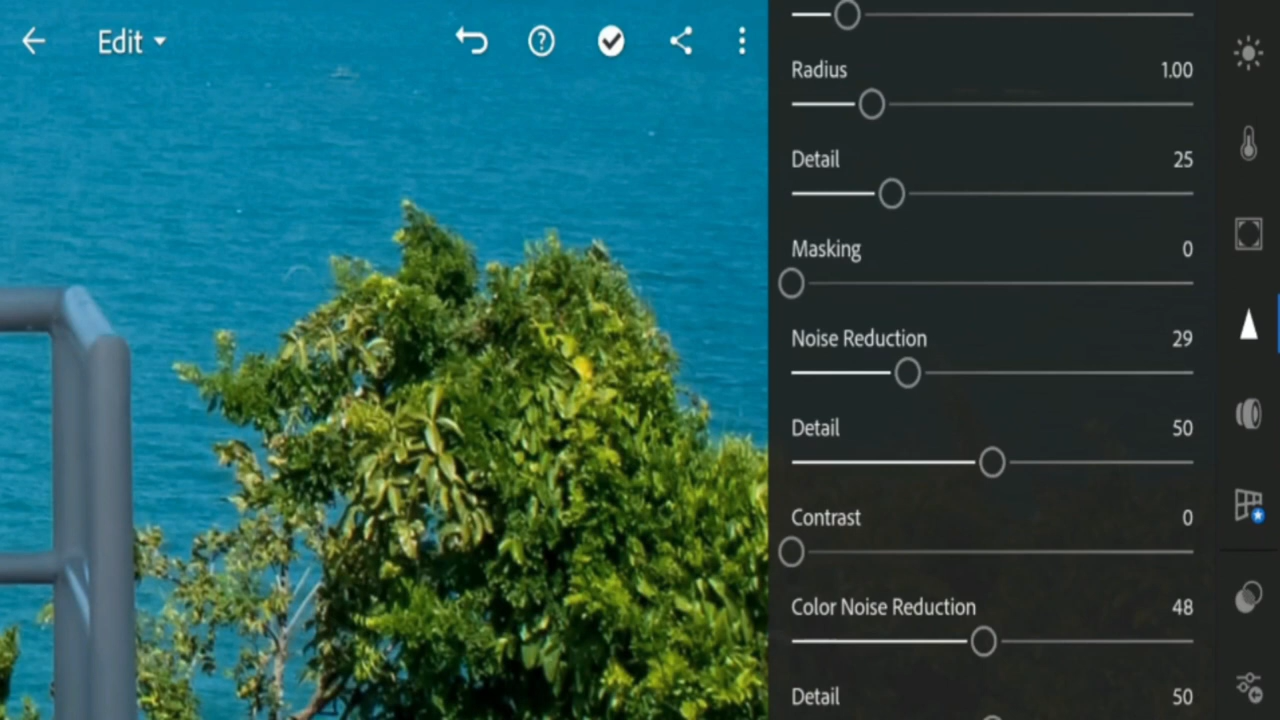 Edit
Radius 1.00
Detail 25
Masking 0
Noise Reduction 29
Detail 50
Contrast 0
Color Noise Reduction 48
Detail 50